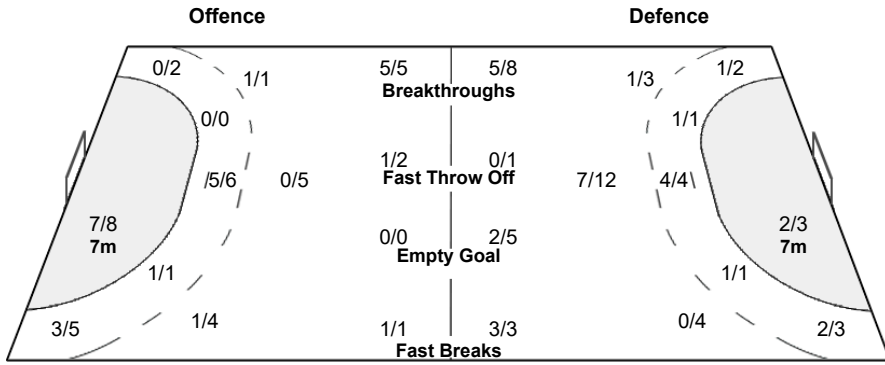 Offence Defence
0/2 1/1 5/5 5/8 1/3 1/2
Breakthroughs
0/0 1/1
1/2 0/1
5/6 0/5 Fast Throw Off 7/12 4/4
7/8 2/3
7m 7m
0/0 2/5
Empty Goal
1/1 1/1
3/5 1/4 1/1 3/3 0/4 2/3
Fast Breaks